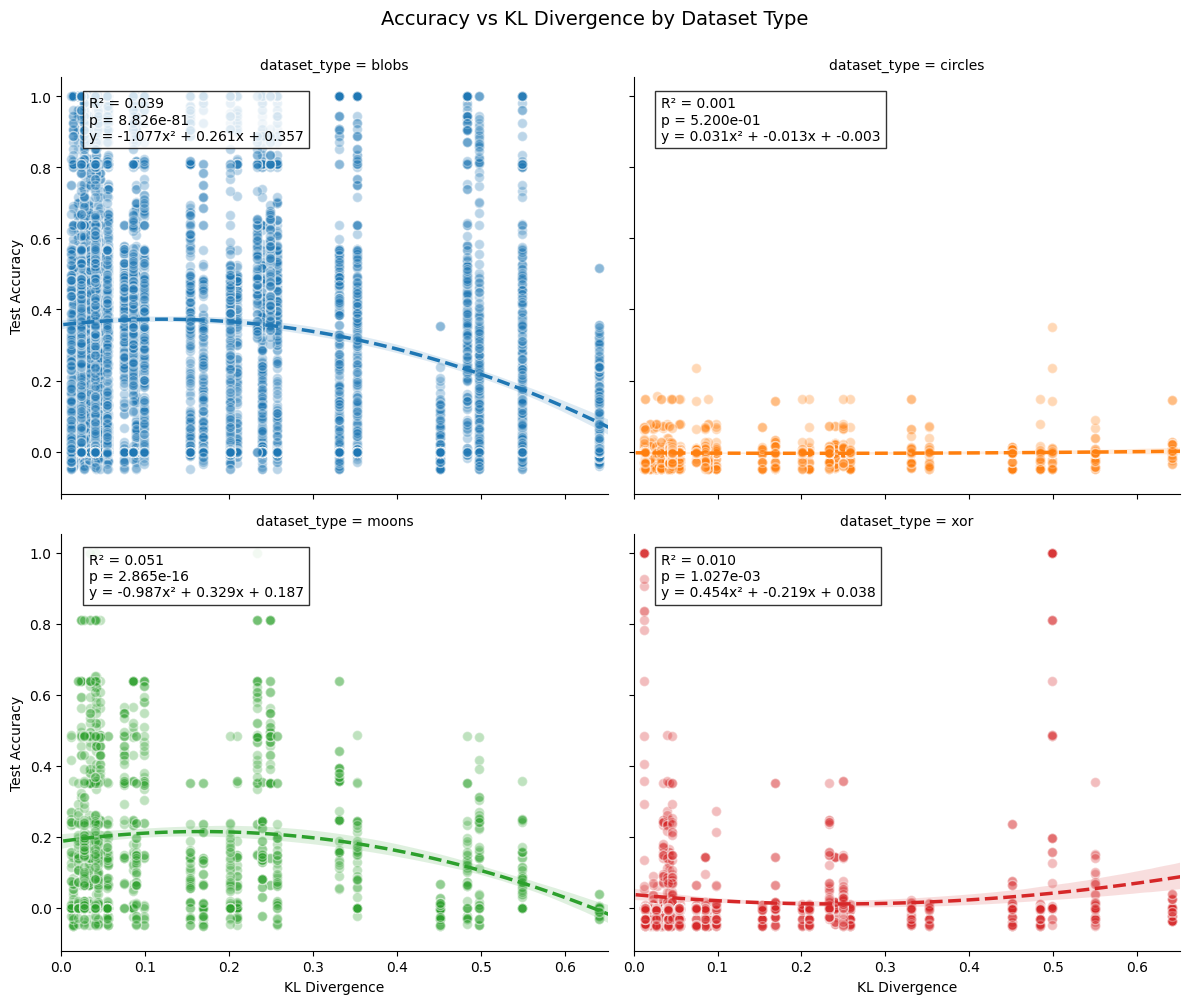 Accuracy vs KL Divergence by Dataset Type
dataset_type = blobs
R² = 0.039
p = 8.826e-81
y = -1.077x² + 0.261x + 0.357
1.0
0.8
0.6
0.4
0.2
0.0
Test Accuracy
dataset_type = circles
R² = 0.001
p = 5.200e-01
y = 0.031x² + -0.013x + -0.003
dataset_type = moons
R² = 0.051
p = 2.865e-16
y = -0.987x² + 0.329x + 0.187
1.0
0.8
0.6
0.4
0.2
0.0
Test Accuracy
0.0 0.1 0.2 0.3 0.4 0.5 0.6
KL Divergence
dataset_type = xor
R² = 0.010
p = 1.027e-03
y = 0.454x² + -0.219x + 0.038
0.0 0.1 0.2 0.3 0.4 0.5 0.6
KL Divergence